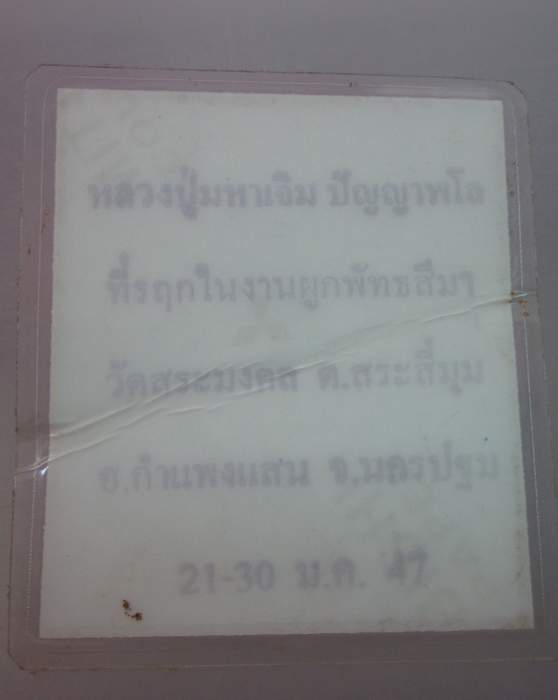 หลวงปู่มหาเจิม ปัญญาพโล
ที่รฤกในงานผูกพัทธสีมา
วัดสระมงคล ต.สระสี่มุม
อ.กำแพงแสน จ.นครปฐม
21-30 ม.ค. 47